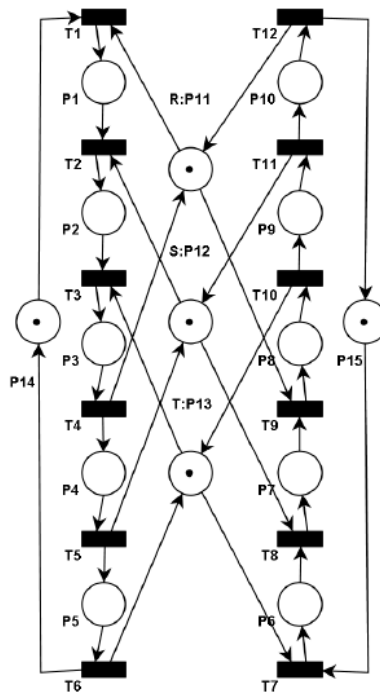 T1 T12
R:P11
P1 P10
T2 T11
P2 P9
S:P12
T3 T10
P14 P3 P8 P15
T:P13
T4 T9
P4 P7
T5 T8
P5 P6
T6 T7